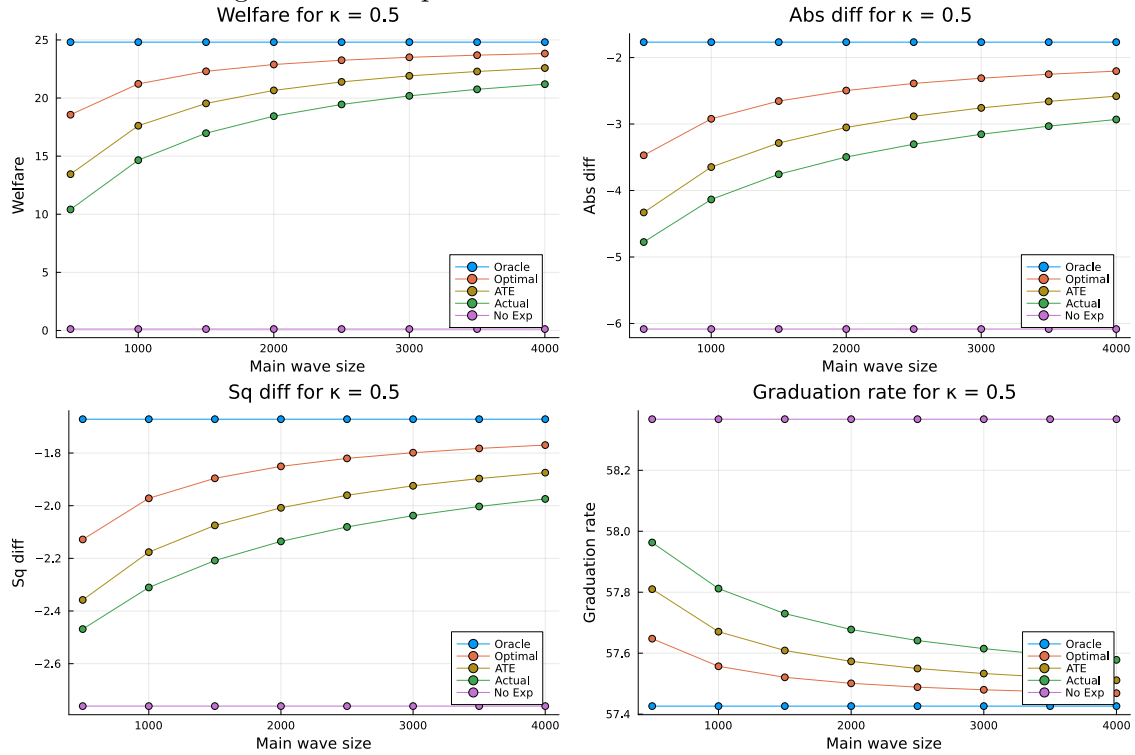 Welfare for κ = 0.5
25
20
15
10
5
0
Welfare
1000
2000
3000
4000
Main wave size
Oracle
Optimal
ATE
Actual
No Exp
Abs diff for κ = 0.5
−2
−3
−4
−5
−6
Abs diff
1000
2000
3000
4000
Main wave size
Oracle
Optimal
ATE
Actual
No Exp
Sq diff for κ = 0.5
−1.8
−2.0
−2.2
−2.4
−2.6
Sq diff
1000
2000
3000
4000
Main wave size
Oracle
Optimal
ATE
Actual
No Exp
Graduation rate for κ = 0.5
58.2
58.0
57.8
57.6
57.4
Graduation rate
1000
2000
3000
4000
Main wave size
Oracle
Optimal
ATE
Actual
No Exp